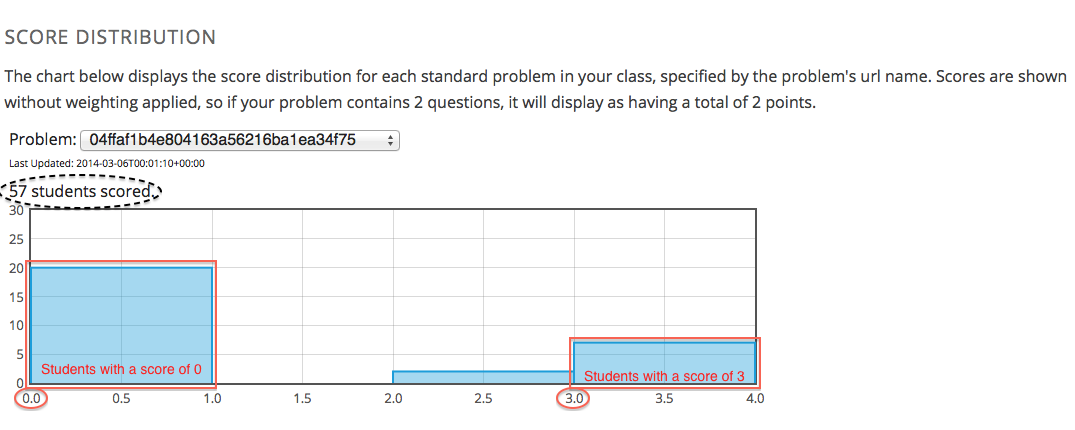 SCORE DISTRIBUTION
The chart below displays the score distribution for each standard problem in your class, specified by the problem's url name. Scores are shown
without weighting applied, so if your problem contains 2 questions, it will display as having a total of 2 points.
Problem: 04ffaf1b4e804163a56216ba1ea34f75
Last Updated: 2014-03-06T00:01:10+00:00
57 students scored.
30
25
20
15
10
5
0
Students with a score of 0
Students with a score of 3
0.0 0.5 1.0 1.5 2.0 2.5 3.0 3.5 4.0